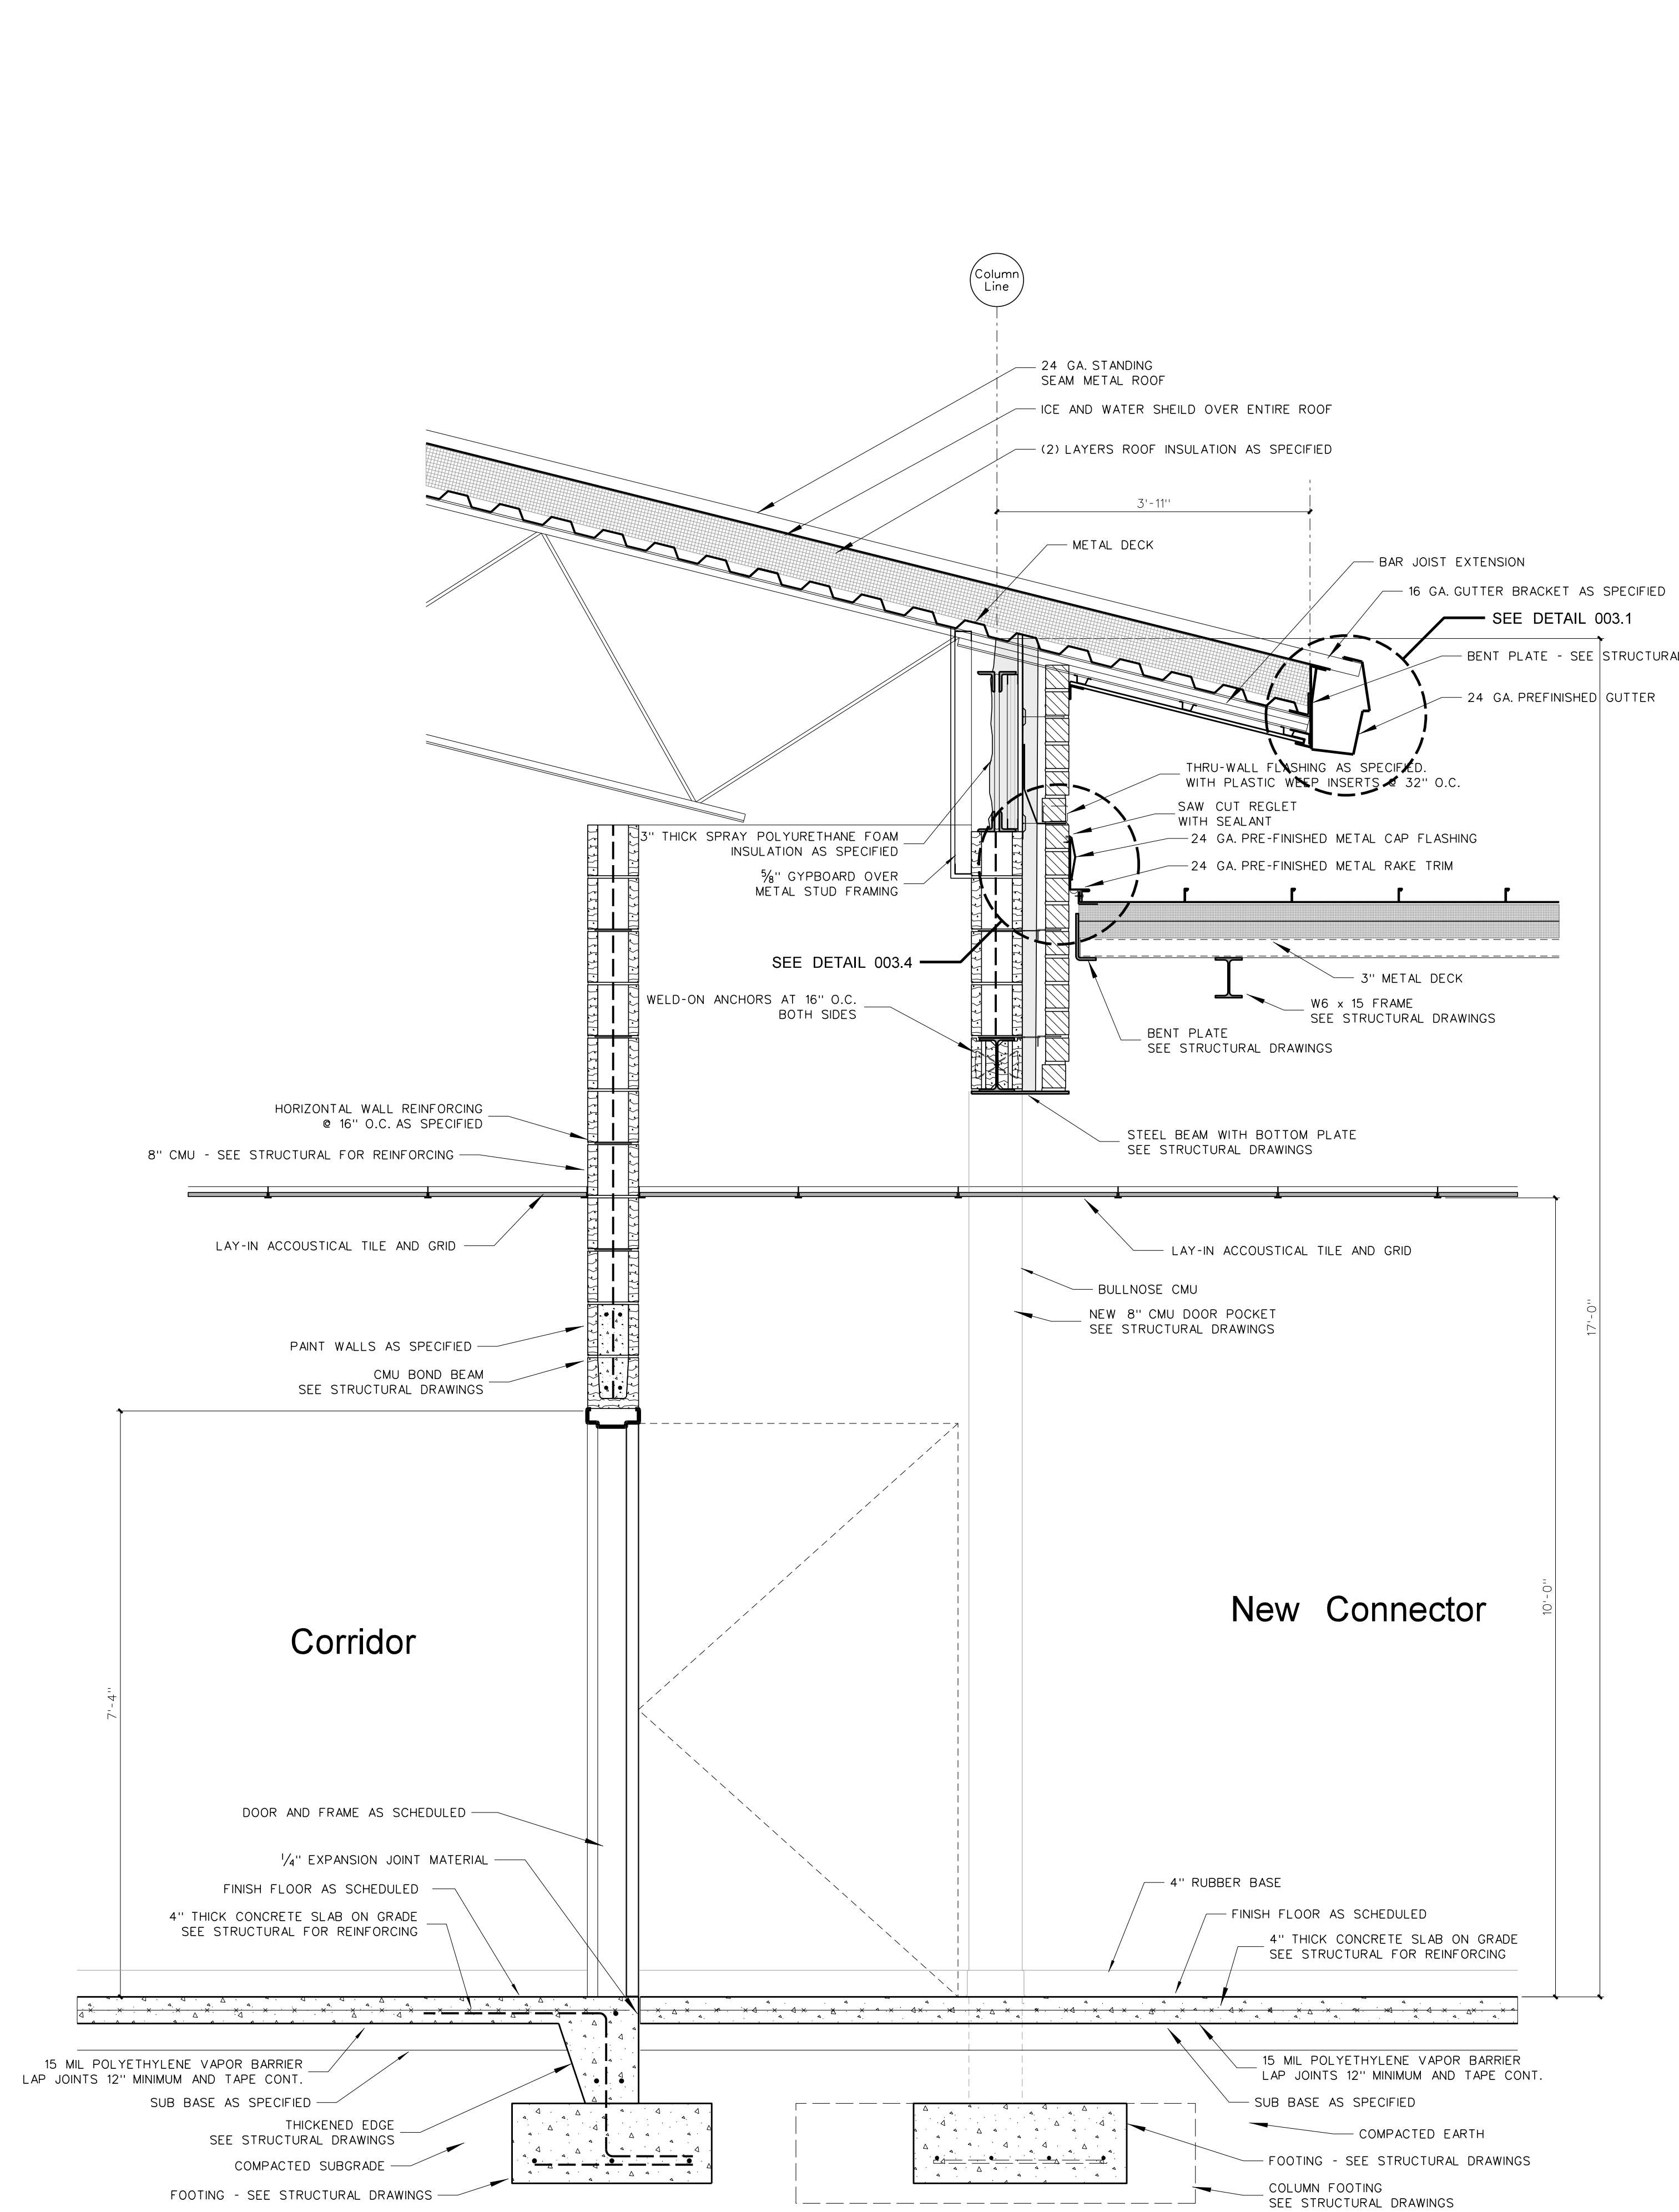 Column
Line
24 GA. STANDING
SEAM METAL ROOF
ICE AND WATER SHEILD OVER ENTIRE ROOF
(2) LAYERS ROOF INSULATION AS SPECIFIED
3'-11"
METAL DECK
BAR JOIST EXTENSION
16 GA. GUTTER BRACKET AS SPECIFIED
SEE DETAIL 003.1
BENT PLATE - SEE STRUCTURAL
24 GA. PREFINISHED GUTTER
THRU-WALL FLASHING AS SPECIFIED.
WITH PLASTIC WEEP INSERTS @ 32" O.C.
SAW CUT REGLET
WITH SEALANT
24 GA. PRE-FINISHED METAL CAP FLASHING
24 GA. PRE-FINISHED METAL RAKE TRIM
3" THICK SPRAY POLYURETHANE FOAM
INSULATION AS SPECIFIED
5/8" GYPBOARD OVER
METAL STUD FRAMING
SEE DETAIL 003.4
3" METAL DECK
W6 x 15 FRAME
SEE STRUCTURAL DRAWINGS
WELD-ON ANCHORS AT 16" O.C.
BOTH SIDES
BENT PLATE
SEE STRUCTURAL DRAWINGS
HORIZONTAL WALL REINFORCING
@ 16" O.C. AS SPECIFIED
8" CMU - SEE STRUCTURAL FOR REINFORCING
STEEL BEAM WITH BOTTOM PLATE
SEE STRUCTURAL DRAWINGS
LAY-IN ACCOUSTICAL TILE AND GRID
LAY-IN ACCOUSTICAL TILE AND GRID
BULLNOSE CMU
NEW 8" CMU DOOR POCKET
SEE STRUCTURAL DRAWINGS
17'-0"
PAINT WALLS AS SPECIFIED
CMU BOND BEAM
SEE STRUCTURAL DRAWINGS
10'-0"
New Connector
Corridor
7'-4"
DOOR AND FRAME AS SCHEDULED
1/4" EXPANSION JOINT MATERIAL
FINISH FLOOR AS SCHEDULED
4" THICK CONCRETE SLAB ON GRADE
SEE STRUCTURAL FOR REINFORCING
4" RUBBER BASE
FINISH FLOOR AS SCHEDULED
4" THICK CONCRETE SLAB ON GRADE
SEE STRUCTURAL FOR REINFORCING
15 MIL POLYETHYLENE VAPOR BARRIER
LAP JOINTS 12" MINIMUM AND TAPE CONT.
SUB BASE AS SPECIFIED
THICKENED EDGE
SEE STRUCTURAL DRAWINGS
COMPACTED SUBGRADE
FOOTING - SEE STRUCTURAL DRAWINGS
15 MIL POLYETHYLENE VAPOR BARRIER
LAP JOINTS 12" MINIMUM AND TAPE CONT.
SUB BASE AS SPECIFIED
COMPACTED EARTH
FOOTING - SEE STRUCTURAL DRAWINGS
COLUMN FOOTING
SEE STRUCTURAL DRAWINGS